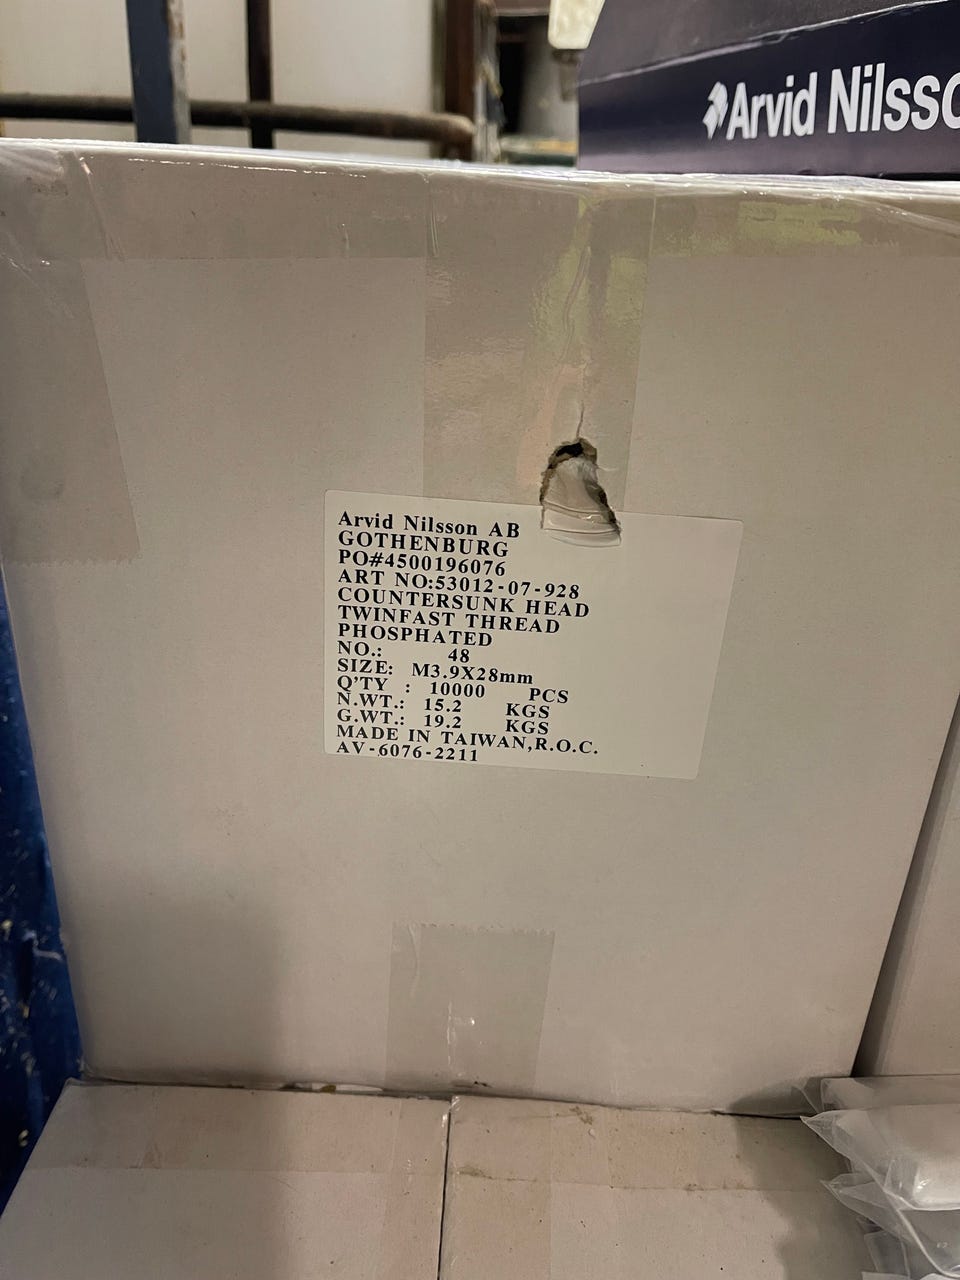 Arvid Nilsso
Arvid Nilsson AB
GOTHENBURG
PO#4500196076
ART NO:53012-07-928
COUNTERSUNK HEAD
TWINFAST THREAD
PHOSPHATED
NO.: 48
SIZE: M3.9X28mm
Q'TY : 10000 PCS
N.WT.: 15.2 KGS
G.WT.: 19.2 KGS
MADE IN TAIWAN,R.O.C.
AV-6076-2211